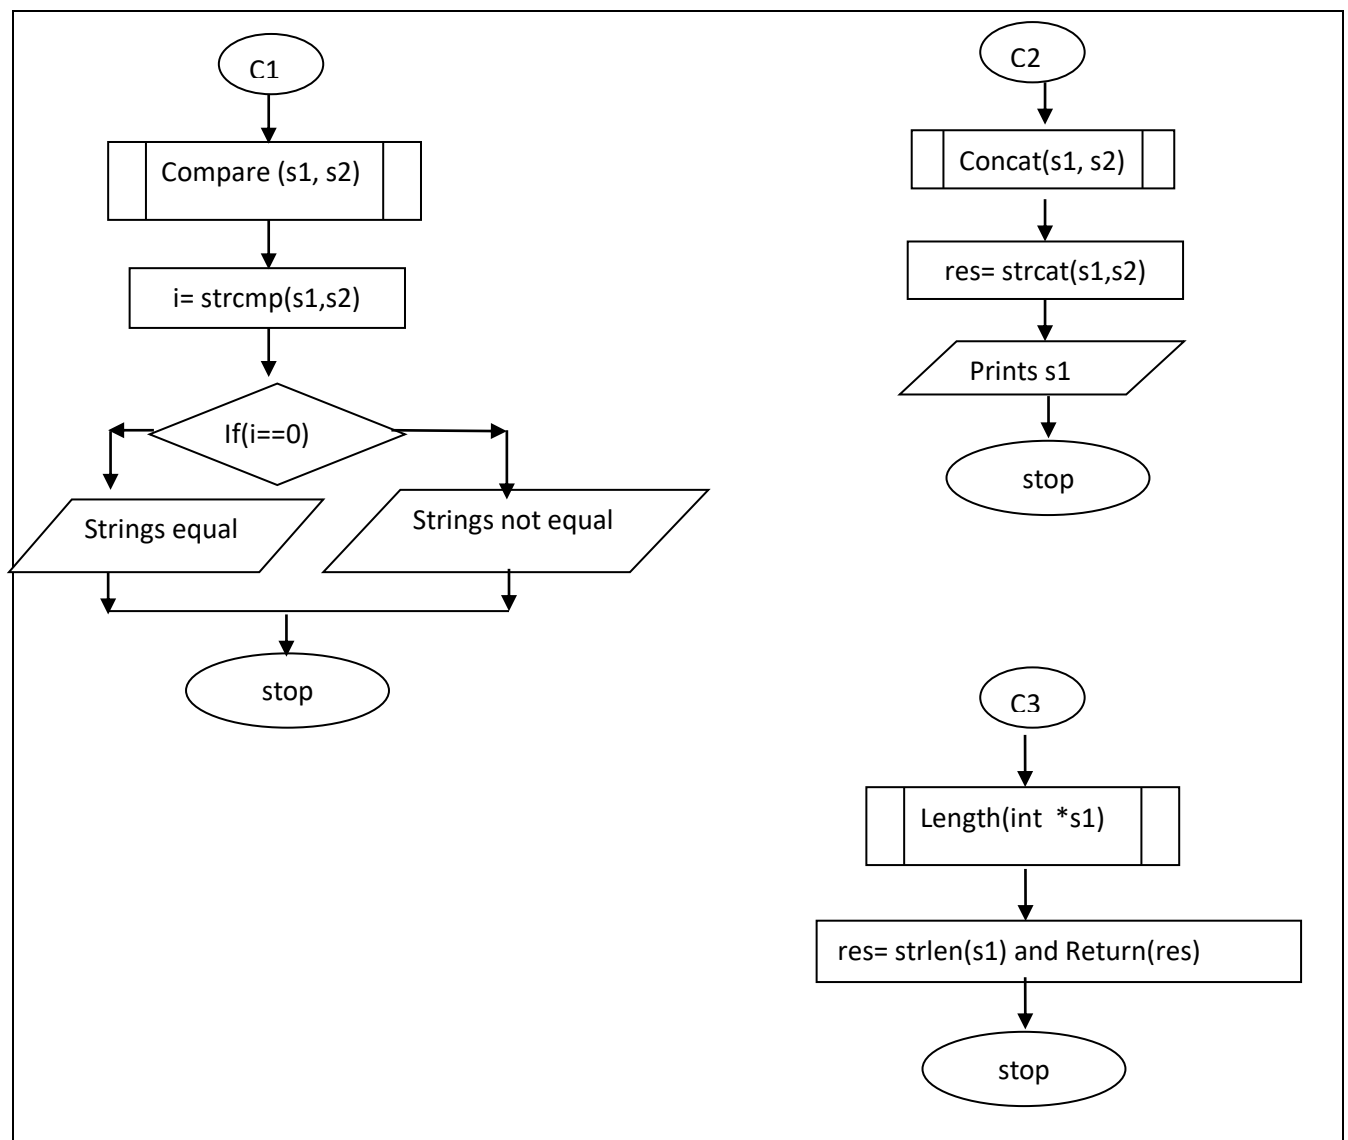 C1
Compare (s1, s2)
i= strcmp(s1,s2)
If(i==0)
Strings equal
Strings not equal
stop
C2
Concat(s1, s2)
res= strcat(s1,s2)
Prints s1
stop
C3
Length(int *s1)
res= strlen(s1) and Return(res)
stop